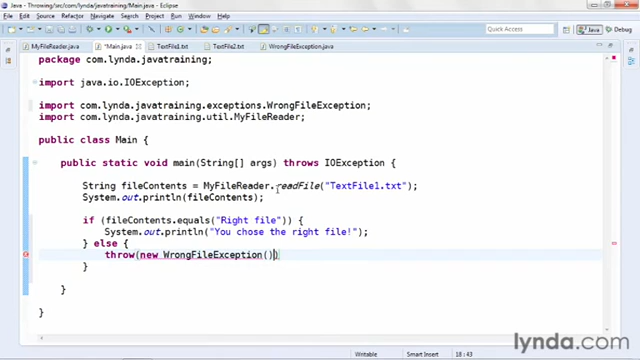 Java - Throwing/src/com/lynda/javatraining/Main.java - Eclipse
File Edit Source Refactor Navigate Search Project Run Window Help
Java Debug
MyFileReader.java *Main.java TextFile1.txt TextFile2.txt WrongFileException.java
package com.lynda.javatraining;
import java.io.IOException;
import com.lynda.javatraining.exceptions.WrongFileException;
import com.lynda.javatraining.util.MyFileReader;
public class Main {
public static void main(String[] args) throws IOException {
String fileContents = MyFileReader.readFile("TextFile1.txt");
System.out.println(fileContents);
if (fileContents.equals("Right file")) {
System.out.println("You chose the right file!");
} else {
throw(new WrongFileException())
}
}
}
Writable Smart Insert 18 : 43
lynda.com